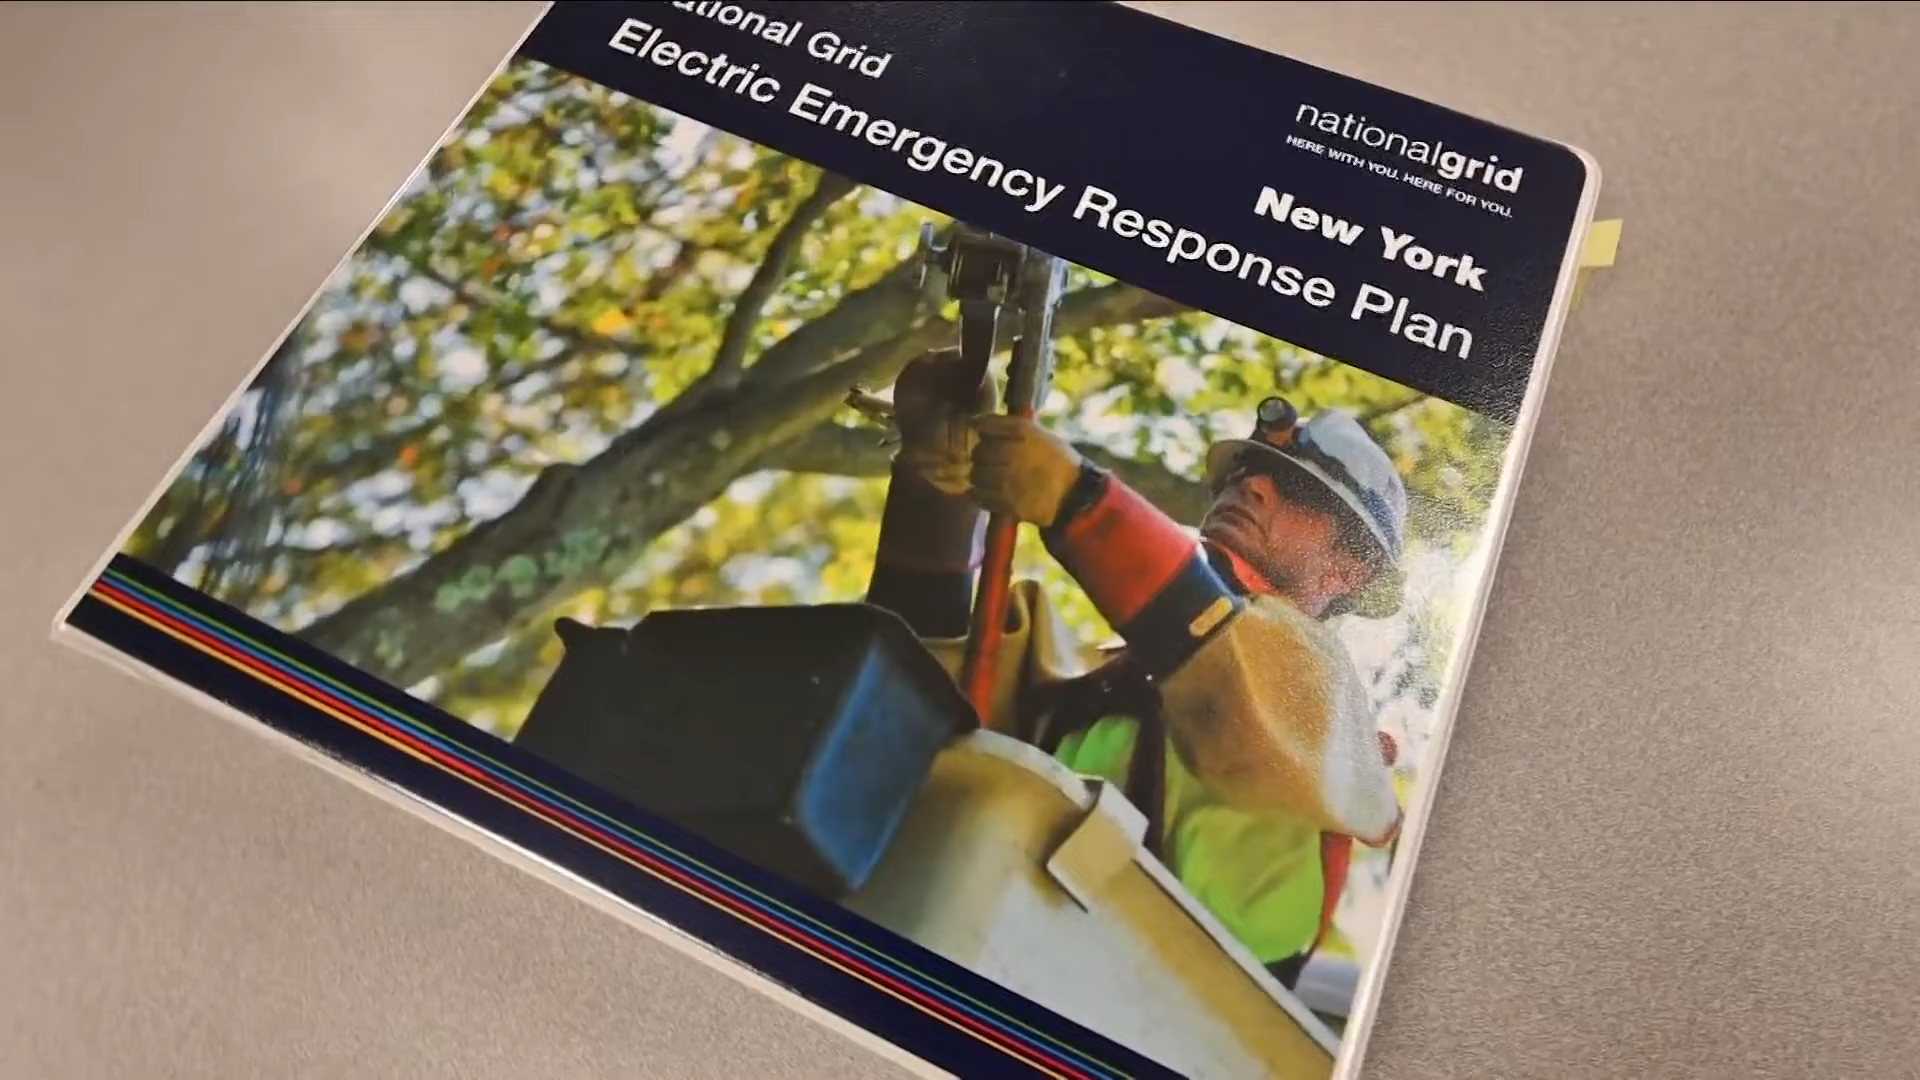 ational Grid
Electric Emergency Response Plan
nationalgrid
HERE WITH YOU. HERE FOR YOU.
New York